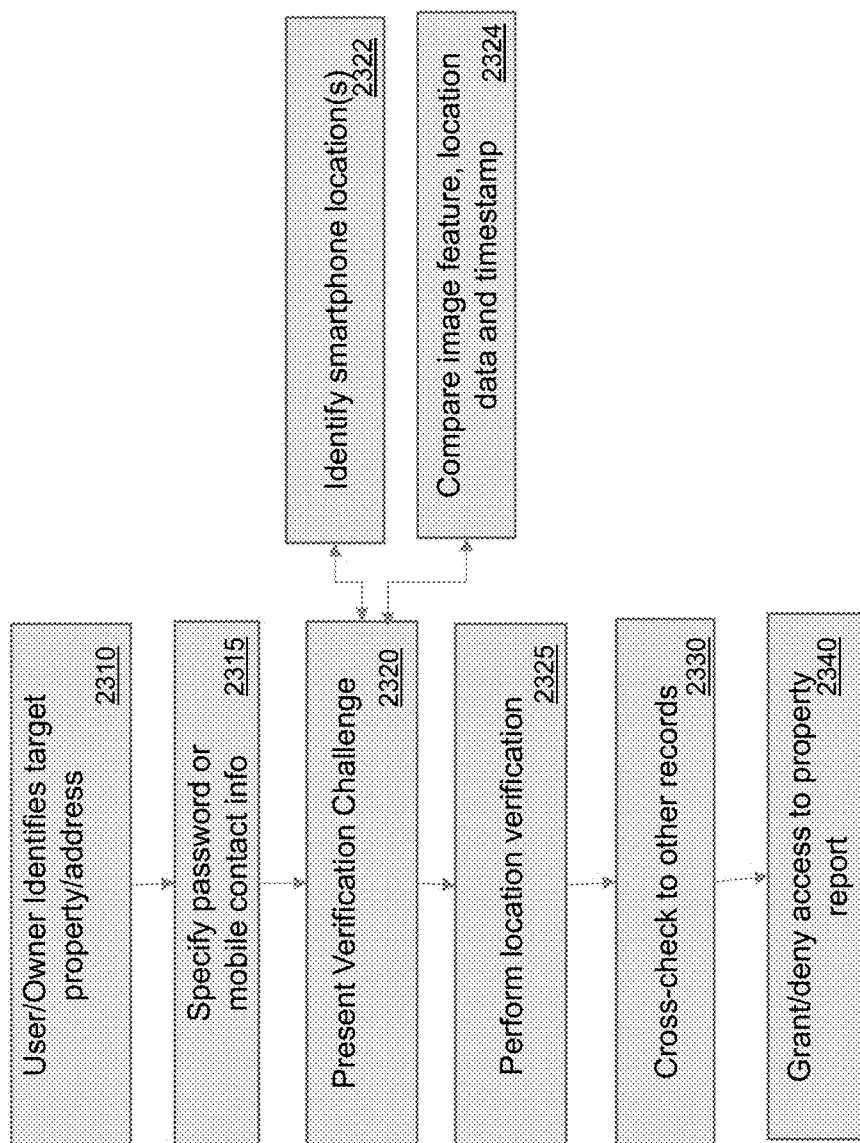 User/Owner Identifies target
property/address
2310
Specify password or
mobile contact info
2315
Present Verification Challenge
2320
Identify smartphone location(s)
2322
Compare image feature, location
data and timestamp
2324
Perform location verification
2325
Cross-check to other records
2330
Grant/deny access to property
report
2340